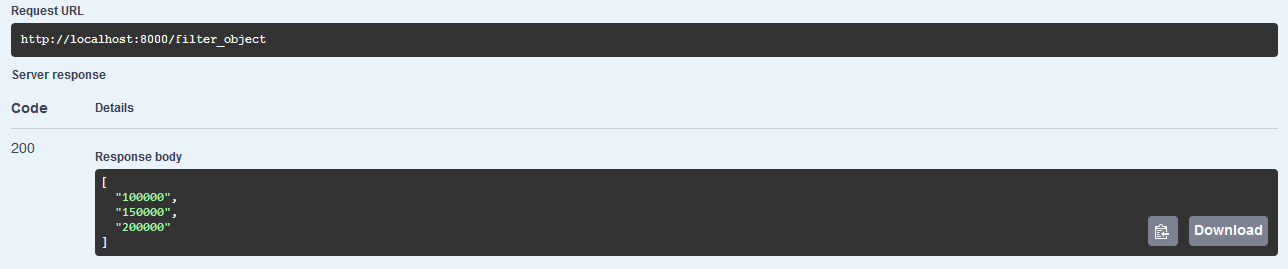 Request URL
http://localhost:8000/filter_object
Server response
Code Details
200
Response body
[
"100000",
"150000",
"200000"
]
Download